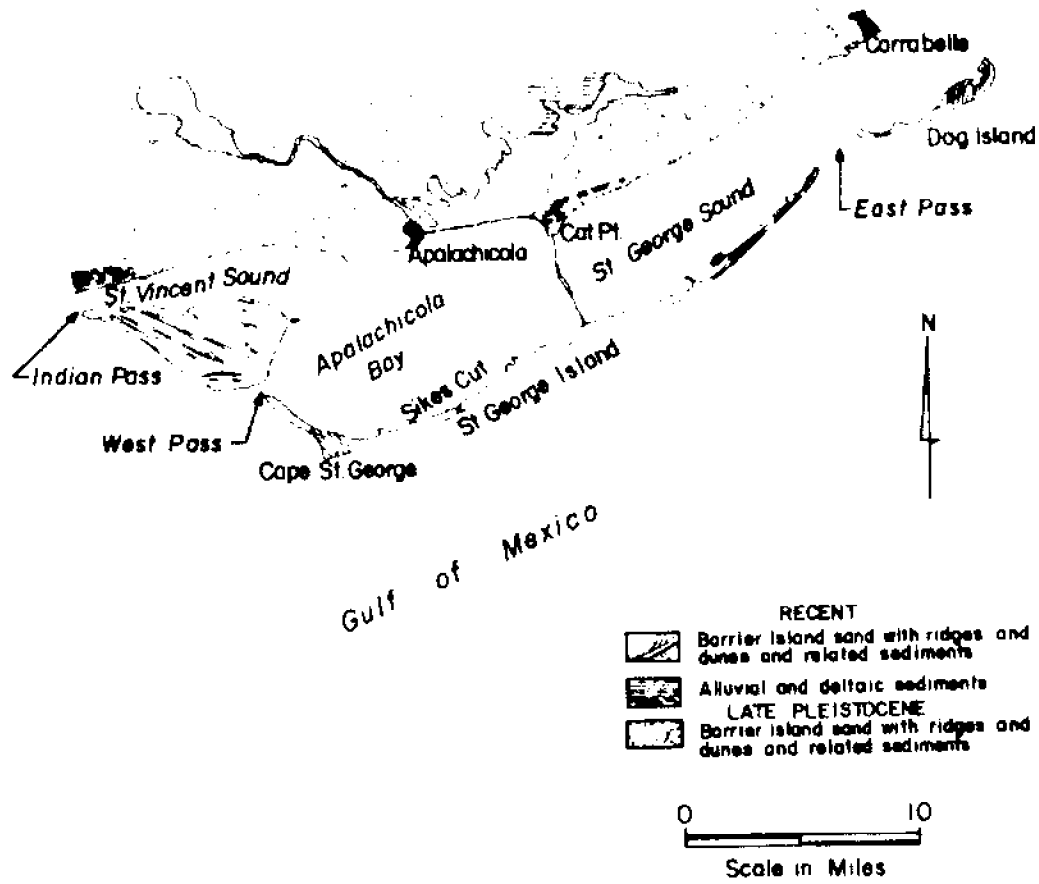 Carrabelle
Dog Island
East Pass
St George Sound
Cat Pt.
Apalachicola
St. Vincent Sound
Apalachicola
Bay
Indian Pass
Sikes Cut
St George Island
West Pass
Cape St. George
N
Gulf of Mexico
RECENT
Barrier Island sand with ridges and
dunes and related sediments
Alluvial and deltaic sediments
LATE PLEISTOCENE
Barrier island sand with ridges and
dunes and related sediments
0 10
Scale in Miles